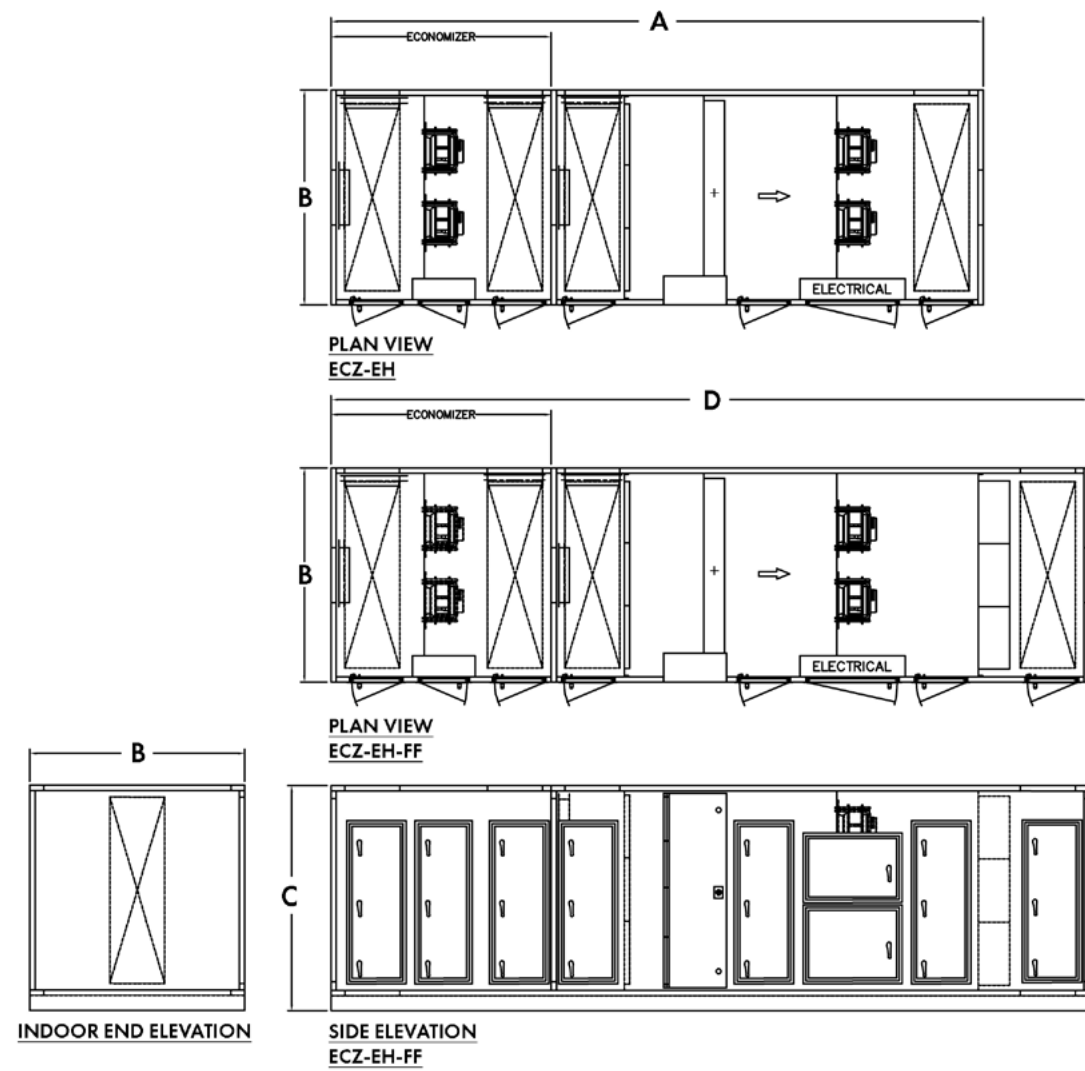 A
ECONOMIZER
B
ELECTRICAL
PLAN VIEW
ECZ-EH
D
ECONOMIZER
B
ELECTRICAL
PLAN VIEW
ECZ-EH-FF
B
C
INDOOR END ELEVATION
SIDE ELEVATION
ECZ-EH-FF